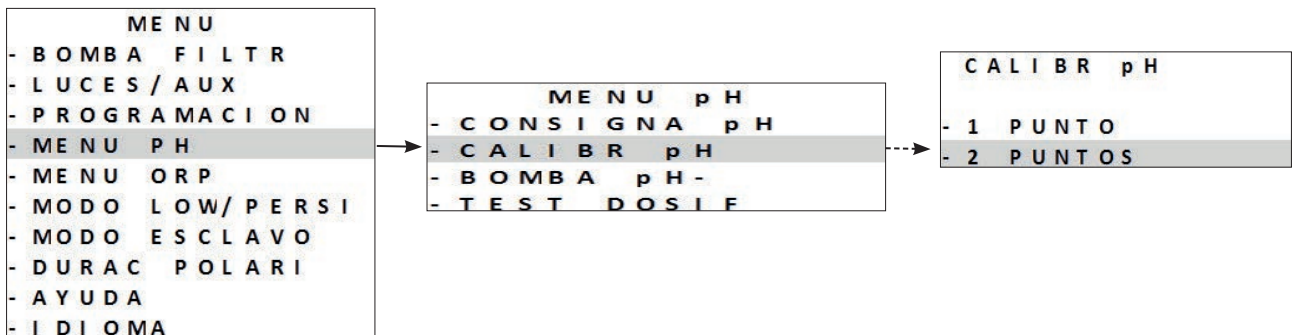 MENU
- BOMBA FILTR
- LUCES/AUX
- PROGRAMACION
- MENU PH
- MENU ORP
- MODO LOW/PERSI
- MODO ESCLAVO
- DURAC POLARI
- AYUDA
- IDIOMA
MENU pH
- CONSIGNA pH
- CALIBR pH
- BOMBA pH-
- TEST DOSIF
CALIBR pH
- 1 PUNTO
- 2 PUNTOS